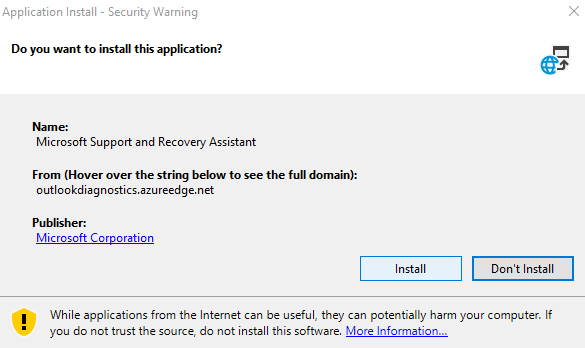 Application Install - Security Warning
Do you want to install this application?
Name:
Microsoft Support and Recovery Assistant
From (Hover over the string below to see the full domain):
outlookdiagnostics.azureedge.net
Publisher:
Microsoft Corporation
Install
Don't Install
While applications from the Internet can be useful, they can potentially harm your computer. If
you do not trust the source, do not install this software. More Information...